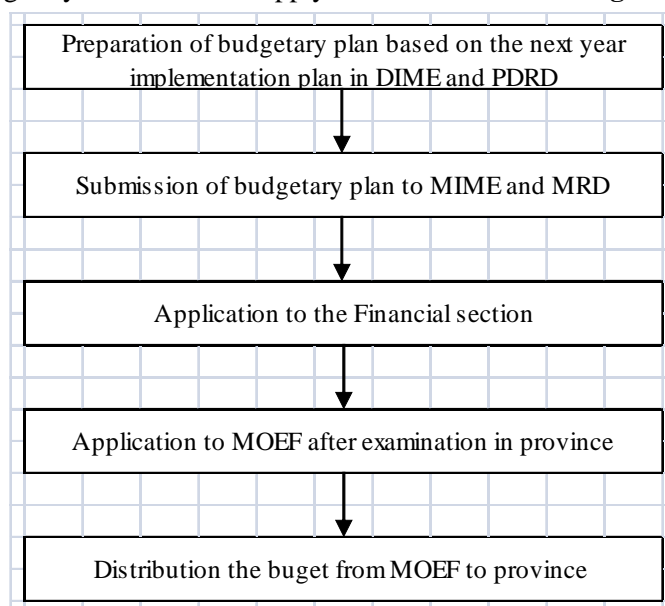 Preparation of budgetary plan based on the next year
implementation plan in DIME and PDRD
Submission of budgetary plan to MIME and MRD
Application to the Financial section
Application to MOEF after examination in province
Distribution the buget from MOEF to province